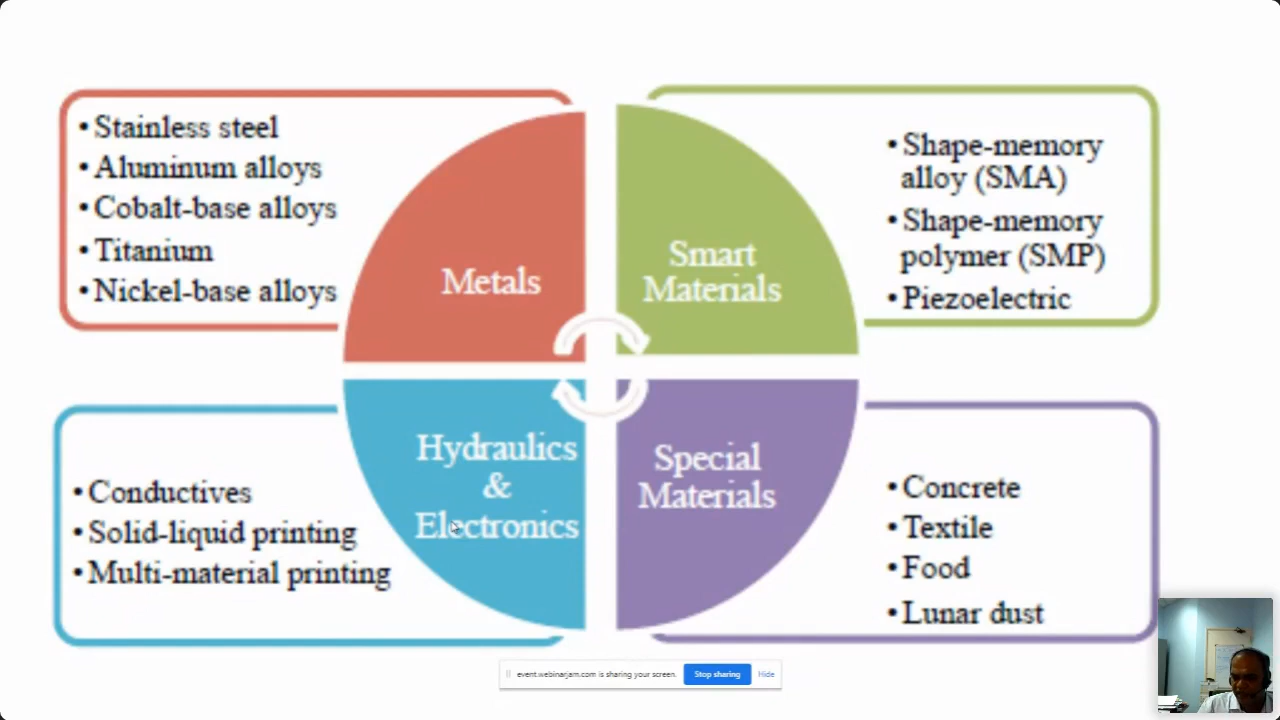 • Stainless steel
• Aluminum alloys
• Cobalt-base alloys
• Titanium
• Nickel-base alloys
Metals
Smart
Materials
• Shape-memory
alloy (SMA)
• Shape-memory
polymer (SMP)
• Piezoelectric
• Conductives
• Solid-liquid printing
• Multi-material printing
Hydraulics
&
Electronics
Special
Materials
• Concrete
• Textile
• Food
• Lunar dust
event.webinarjam.com is sharing your screen. Stop sharing Hide